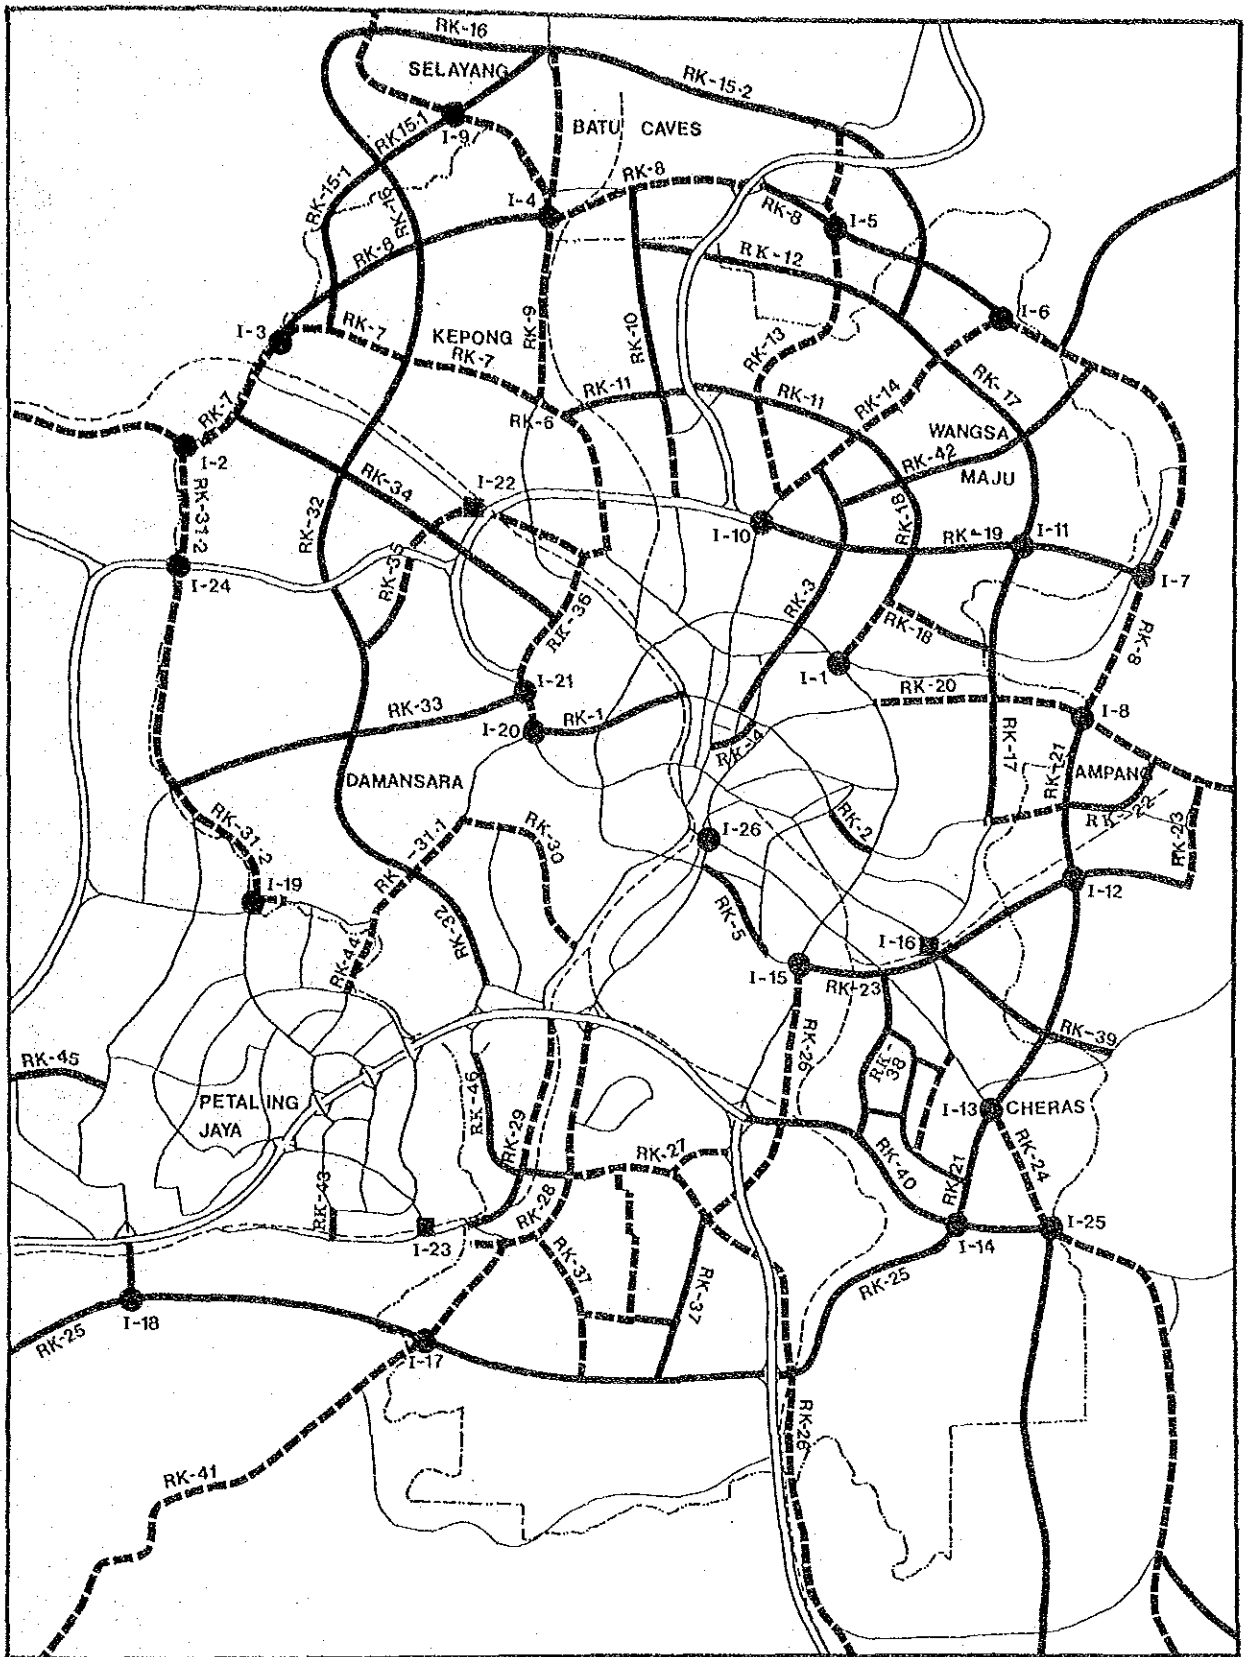 RK-16
SELAYANG
RK-15-2
BATU CAVES
RK15-1
I-9
RK-15-1
RK-16
RK-8
I-4
RK-8
RK-8
I-5
RK-12
I-6
I-3
RK-7
KEPONG
RK-7
RK-9
RK-10
RK-13
RK-14
RK-17
RK-7
RK-6
RK-11
RK-11
WANGSA
MAJU
RK-42
I-2
RK-31-2
RK-34
I-22
RK-32
RK-18
I-10
RK-19
I-11
I-24
RK-35
RK-36
RK-3
I-7
RK-18
RK-8
I-1
I-21
RK-33
RK-1
I-20
RK-20
I-8
RK-14
RK-17
RK-21
AMPANG
DAMANSARA
RK-31-2
RK-31-1
RK-30
I-26
RK-2
RK-22
RK-23
I-19
I-12
RK-32
RK-5
I-16
RK-44
I-15
RK-23
RK-39
RK-45
RK-26
RK-38
PETALING
JAYA
RK-46
RK-29
I-13
CHERAS
RK-27
RK-40
RK-21
RK-24
RK-43
RK-28
I-23
I-14
I-25
RK-37
RK-37
RK-25
I-18
RK-25
I-17
RK-26
RK-41